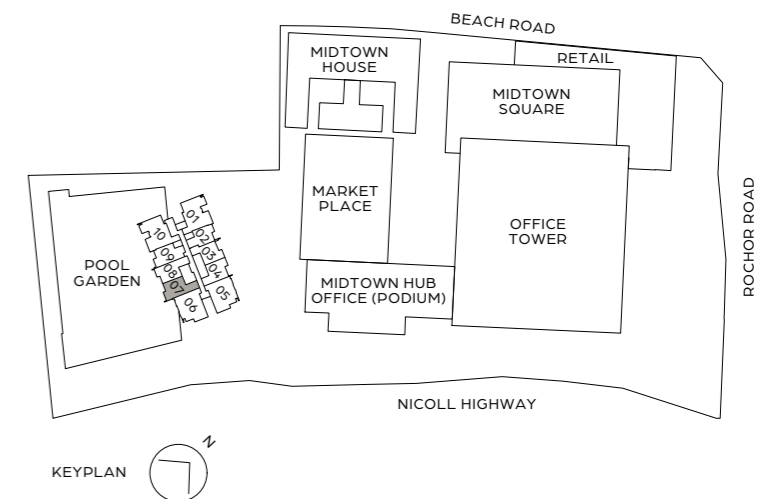 BEACH ROAD
MIDTOWN
HOUSE
RETAIL
MIDTOWN
SQUARE
MARKET
PLACE
OFFICE
TOWER
ROCHOR ROAD
POOL
GARDEN
10
09
08
07
06
01
02
03
04
05
MIDTOWN HUB
OFFICE (PODIUM)
NICOLL HIGHWAY
KEYPLAN
N